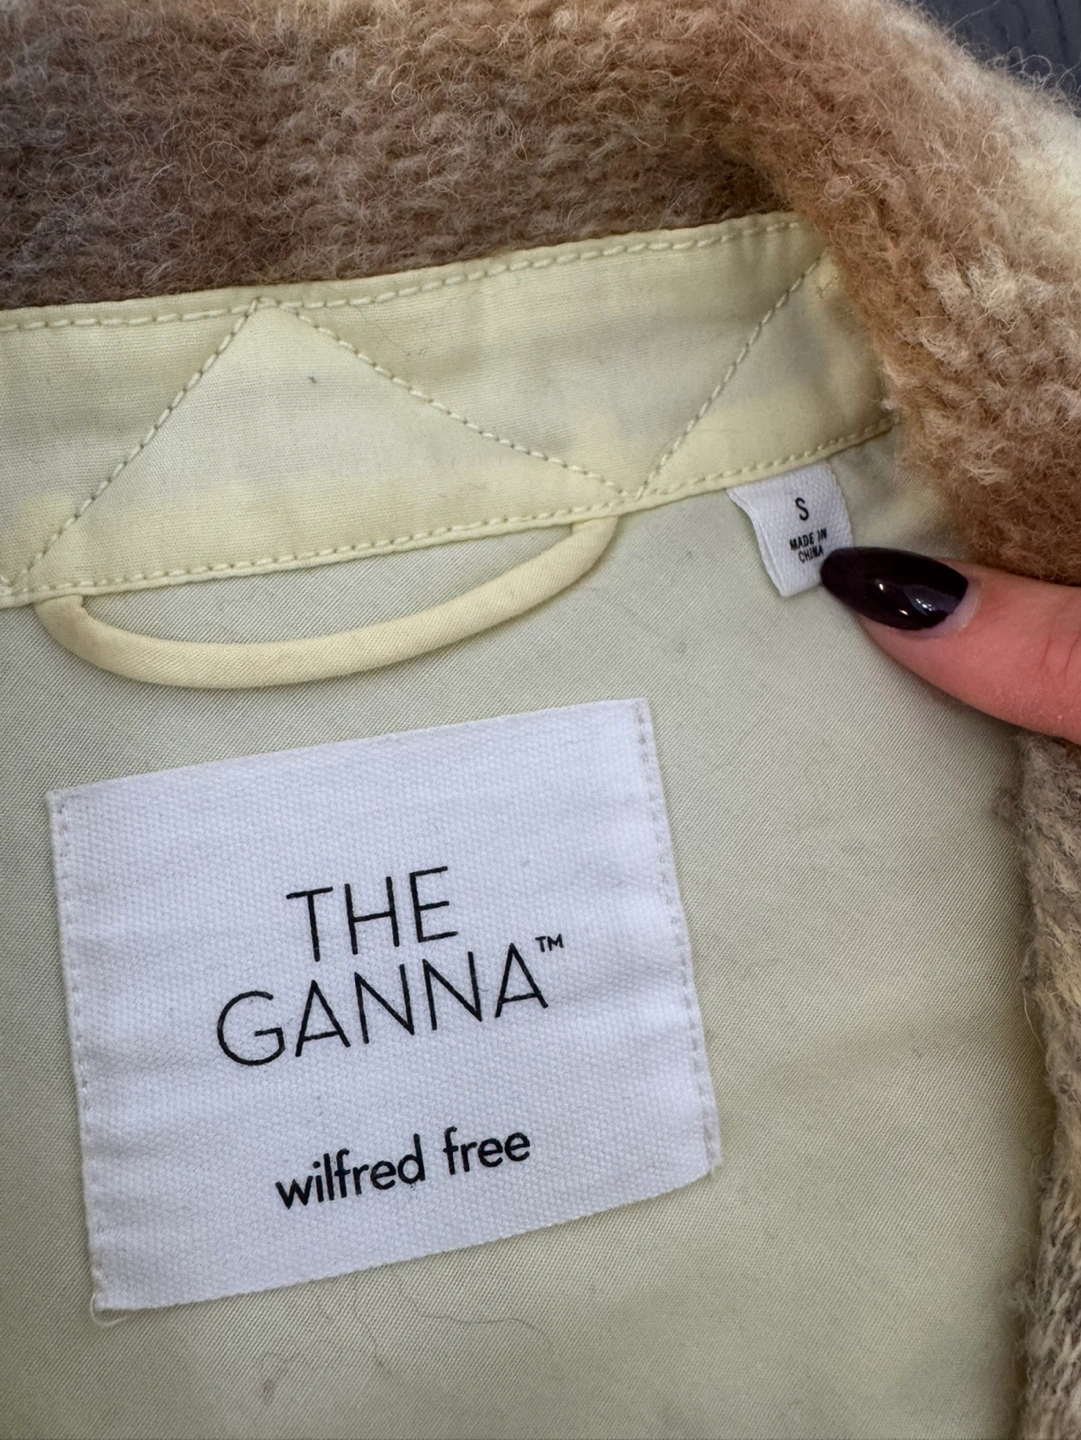 S
MADE IN
CHINA
THE
GANNA™
wilfred free